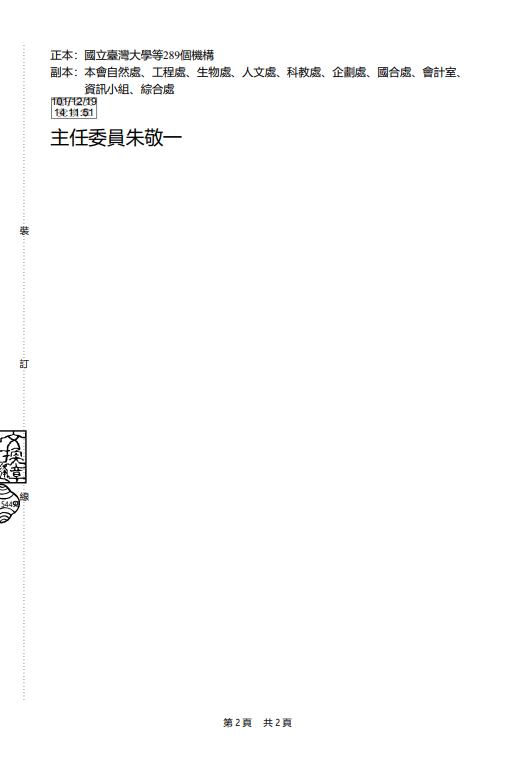 正本：國立臺灣大學等289個機構
副本：本會自然處、工程處、生物處、人文處、科教處、企劃處、國合處、會計室、
資訊小組、綜合處
101/12/19
14:11:51
主任委員朱敬一
裝
訂
線
第 2 頁　共 2 頁